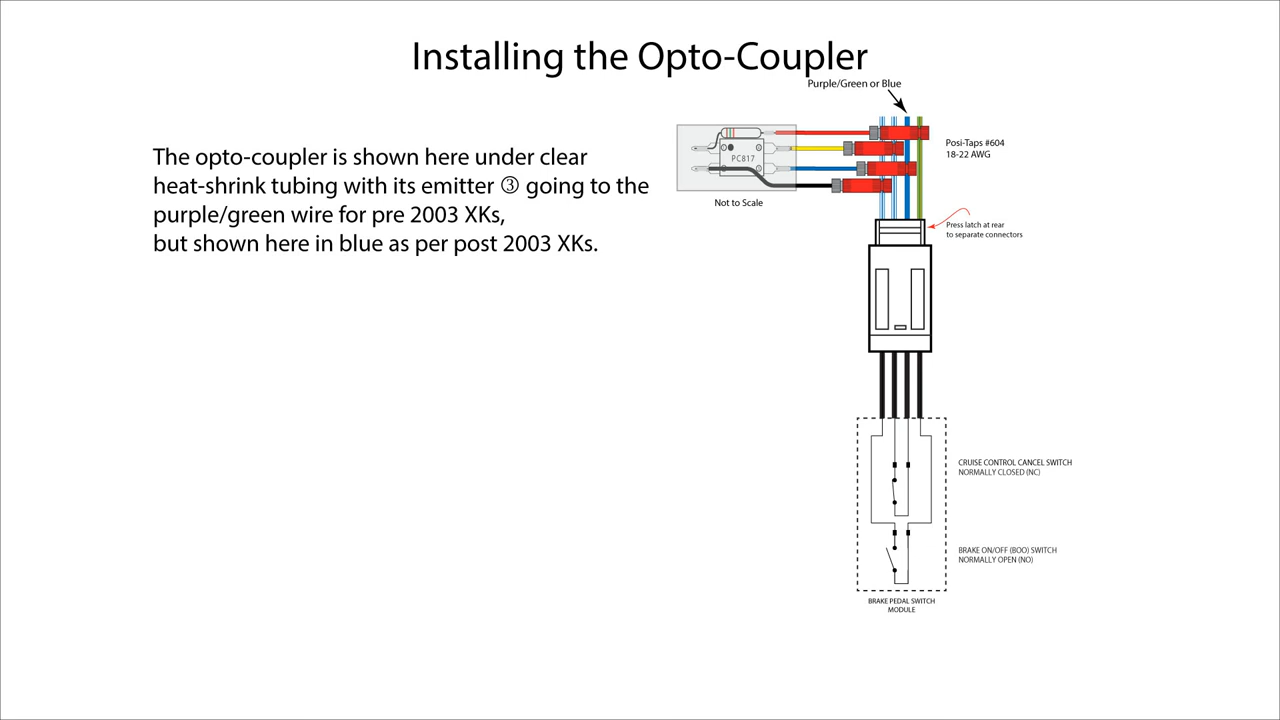 Installing the Opto-Coupler
Purple/Green or Blue
The opto-coupler is shown here under clear
heat-shrink tubing with its emitter ③ going to the
purple/green wire for pre 2003 XKs,
but shown here in blue as per post 2003 XKs.
PC817
Not to Scale
Posi-Taps #604
18-22 AWG
Press latch at rear
to separate connectors
CRUISE CONTROL CANCEL SWITCH
NORMALLY CLOSED (NC)
BRAKE ON/OFF (BOO) SWITCH
NORMALLY OPEN (NO)
BRAKE PEDAL SWITCH
MODULE